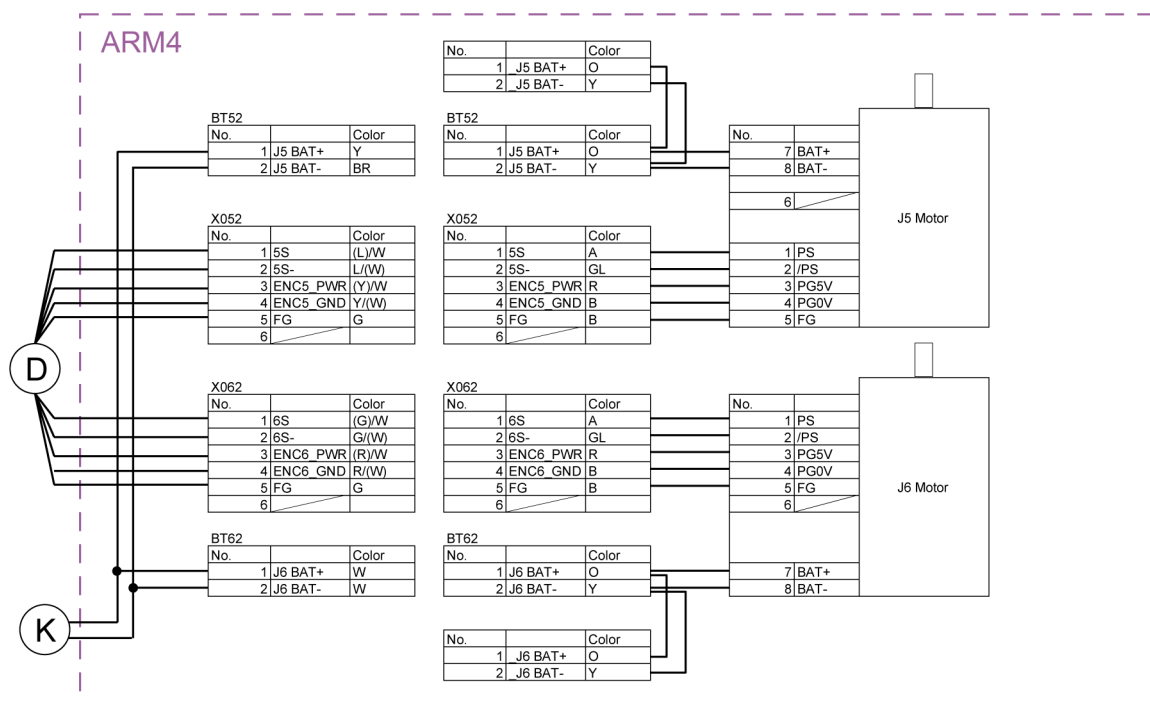 ARM4
No. Color
1 _J5 BAT+ O
2 _J5 BAT- Y
BT52
No. Color
1 J5 BAT+ Y
2 J5 BAT- BR
BT52
No. Color
1 J5 BAT+ O
2 J5 BAT- Y
No.
7 BAT+
8 BAT-
6
1 PS
2 /PS
3 PG5V
4 PG0V
5 FG
J5 Motor
X052
No. Color
1 5S (L)/W
2 5S- L/(W)
3 ENC5_PWR (Y)/W
4 ENC5_GND Y/(W)
5 FG G
6
X052
No. Color
1 5S A
2 5S- GL
3 ENC5_PWR R
4 ENC5_GND B
5 FG B
6
D
X062
No. Color
1 6S (G)/W
2 6S- G/(W)
3 ENC6_PWR (R)/W
4 ENC6_GND R/(W)
5 FG G
6
X062
No. Color
1 6S A
2 6S- GL
3 ENC6_PWR R
4 ENC6_GND B
5 FG B
6
No.
1 PS
2 /PS
3 PG5V
4 PG0V
5 FG
6
7 BAT+
8 BAT-
J6 Motor
BT62
No. Color
1 J6 BAT+ W
2 J6 BAT- W
BT62
No. Color
1 J6 BAT+ O
2 J6 BAT- Y
K
No. Color
1 _J6 BAT+ O
2 _J6 BAT- Y